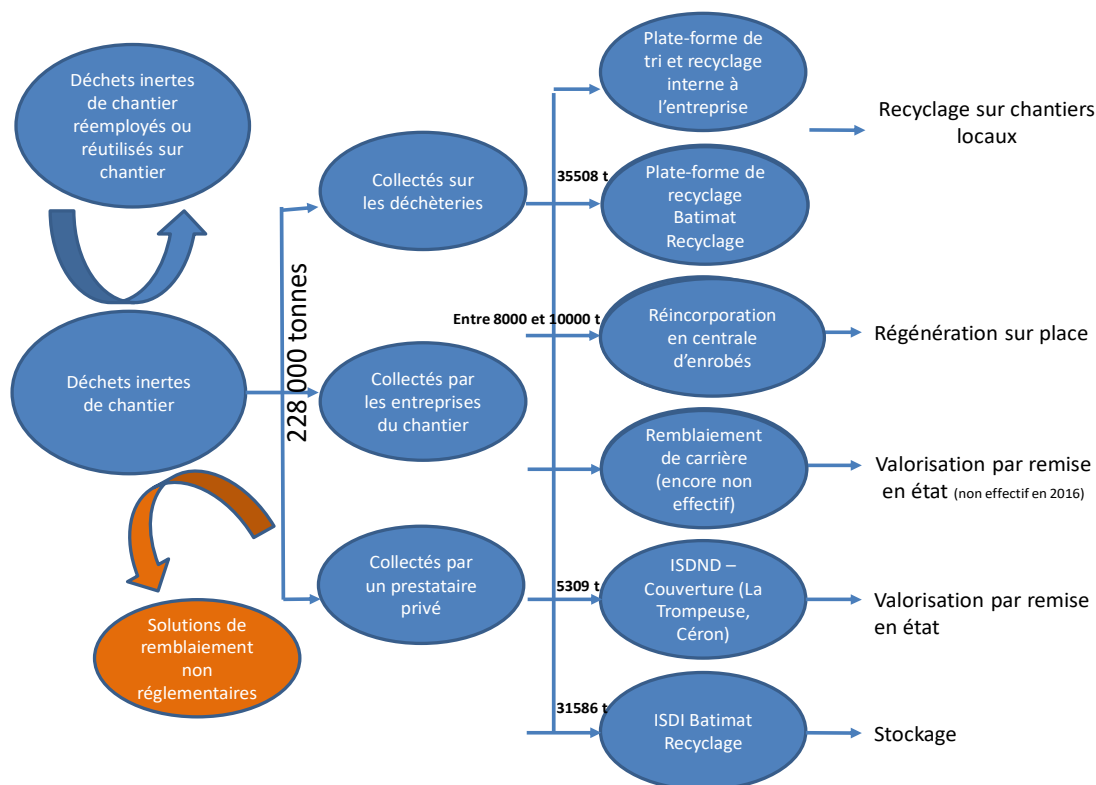 Déchets inertes
de chantier
réemployés ou
réutilisés sur
chantier
Déchets inertes
de chantier
Solutions de
remblaiement
non
réglementaires
228 000 tonnes
Collectés sur
les déchèteries
Collectés par
les entreprises
du chantier
Collectés par
un prestataire
privé
Plate-forme de
tri et recyclage
interne à
l'entreprise
35508 t
Plate-forme de
recyclage
Batimat
Recyclage
Recyclage sur chantiers
locaux
Entre 8000 et 10000 t
Réincorporation
en centrale
d'enrobés
Régénération sur place
Remblaiement
de carrière
(encore non
effectif)
Valorisation par remise
en état (non effectif en 2016)
5309 t
ISDND –
Couverture (La
Trompeuse,
Céron)
Valorisation par remise
en état
31586 t
ISDI Batimat
Recyclage
Stockage